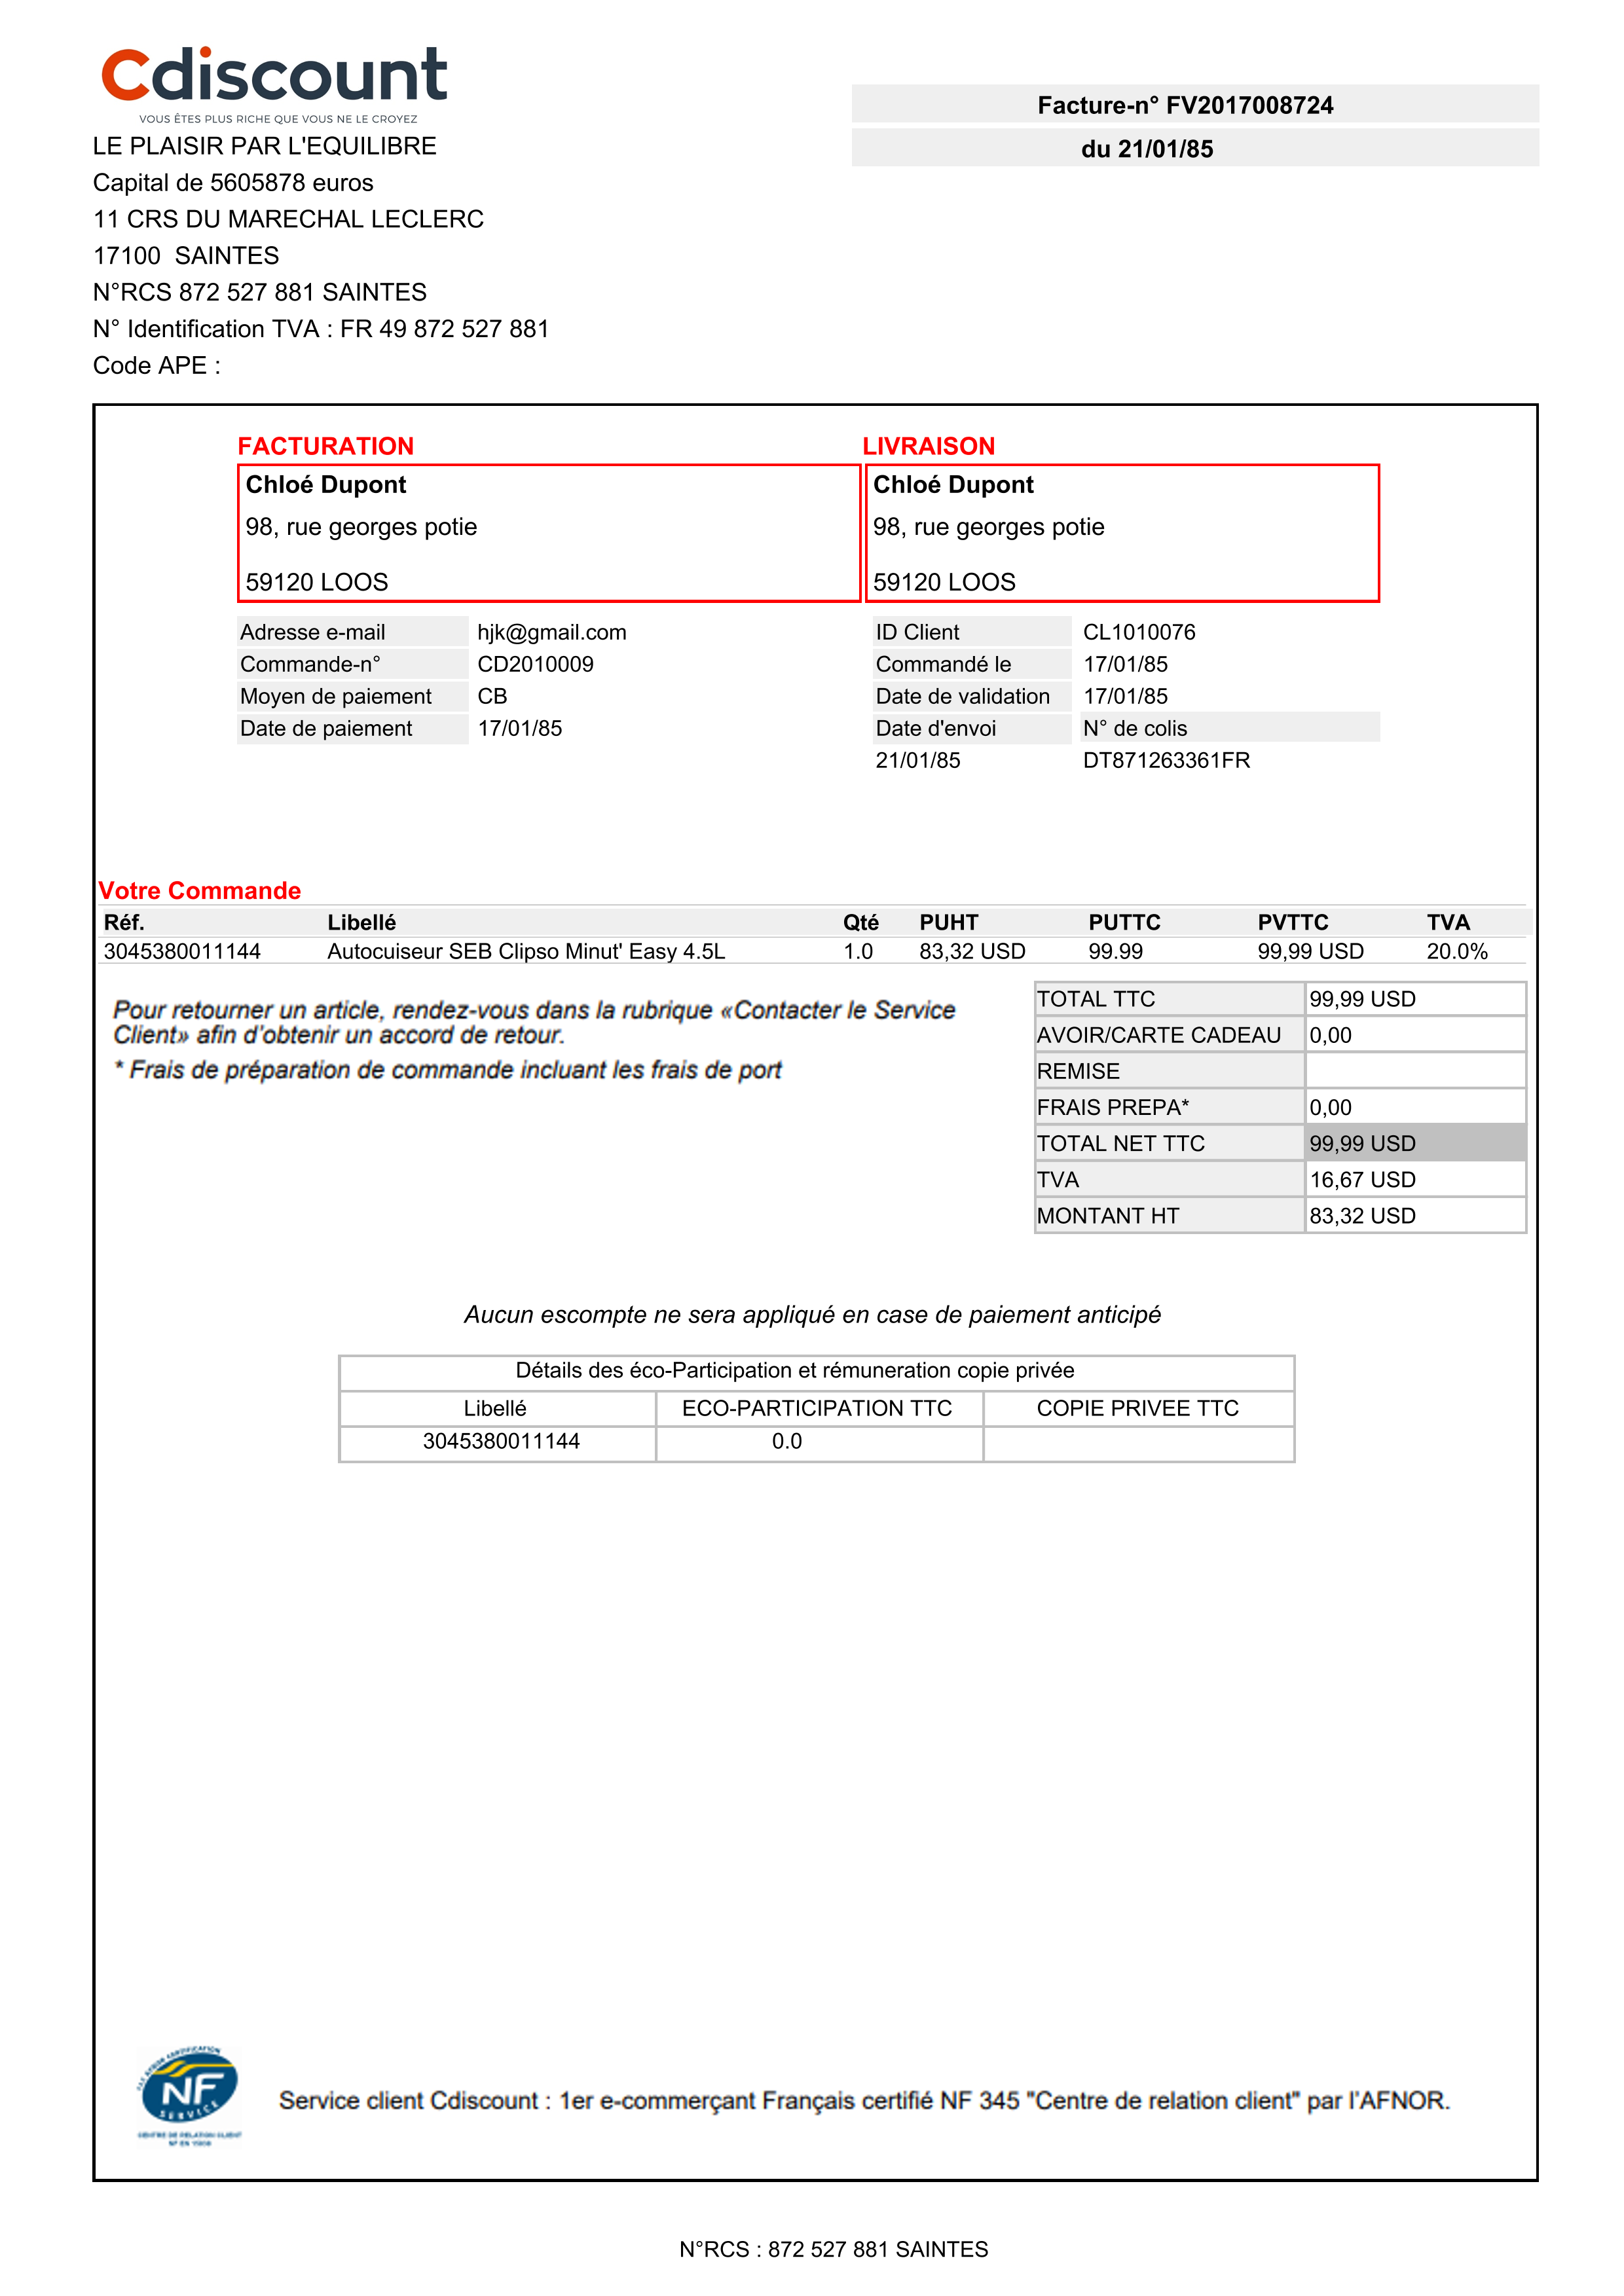 Cdiscount
VOUS ÊTES PLUS RICHE QUE VOUS NE LE CROYEZ
Facture-n° FV2017008724
du 21/01/85
LE PLAISIR PAR L'EQUILIBRE
Capital de 5605878 euros
11 CRS DU MARECHAL LECLERC
17100 SAINTES
N°RCS 872 527 881 SAINTES
N° Identification TVA : FR 49 872 527 881
Code APE :
FACTURATION
Chloé Dupont
98, rue georges potie
59120 LOOS
LIVRAISON
Chloé Dupont
98, rue georges potie
59120 LOOS
Adresse e-mail hjk@gmail.com
Commande-n° CD2010009
Moyen de paiement CB
Date de paiement 17/01/85
ID Client CL1010076
Commandé le 17/01/85
Date de validation 17/01/85
Date d'envoi N° de colis
21/01/85 DT871263361FR
Votre Commande
Réf. Libellé Qté PUHT PUTTC PVTTC TVA
3045380011144 Autocuiseur SEB Clipso Minut' Easy 4.5L 1.0 83,32 USD 99.99 99,99 USD 20.0%
Pour retourner un article, rendez-vous dans la rubrique «Contacter le Service
Client» afin d'obtenir un accord de retour.
* Frais de préparation de commande incluant les frais de port
TOTAL TTC 99,99 USD
AVOIR/CARTE CADEAU 0,00
REMISE
FRAIS PREPA* 0,00
TOTAL NET TTC 99,99 USD
TVA 16,67 USD
MONTANT HT 83,32 USD
Aucun escompte ne sera appliqué en case de paiement anticipé
Détails des éco-Participation et rémuneration copie privée
Libellé ECO-PARTICIPATION TTC COPIE PRIVEE TTC
3045380011144 0.0
NF
SERVICE
CENTRE DE RELATION CLIENT
Service client Cdiscount : 1er e-commerçant Français certifié NF 345 "Centre de relation client" par l'AFNOR.
N°RCS : 872 527 881 SAINTES